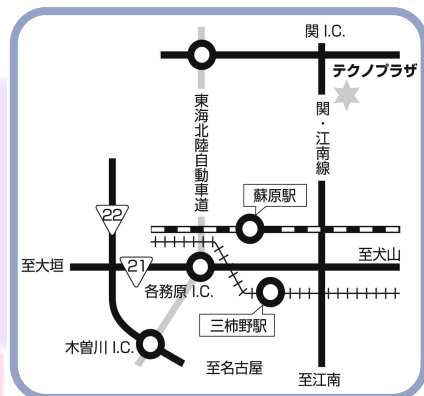 関 I.C.
テクノプラザ
東海北陸自動車道
関・江南線
蘇原駅
22
至大垣
21
至犬山
各務原 I.C.
三柿野駅
木曽川 I.C.
至名古屋
至江南